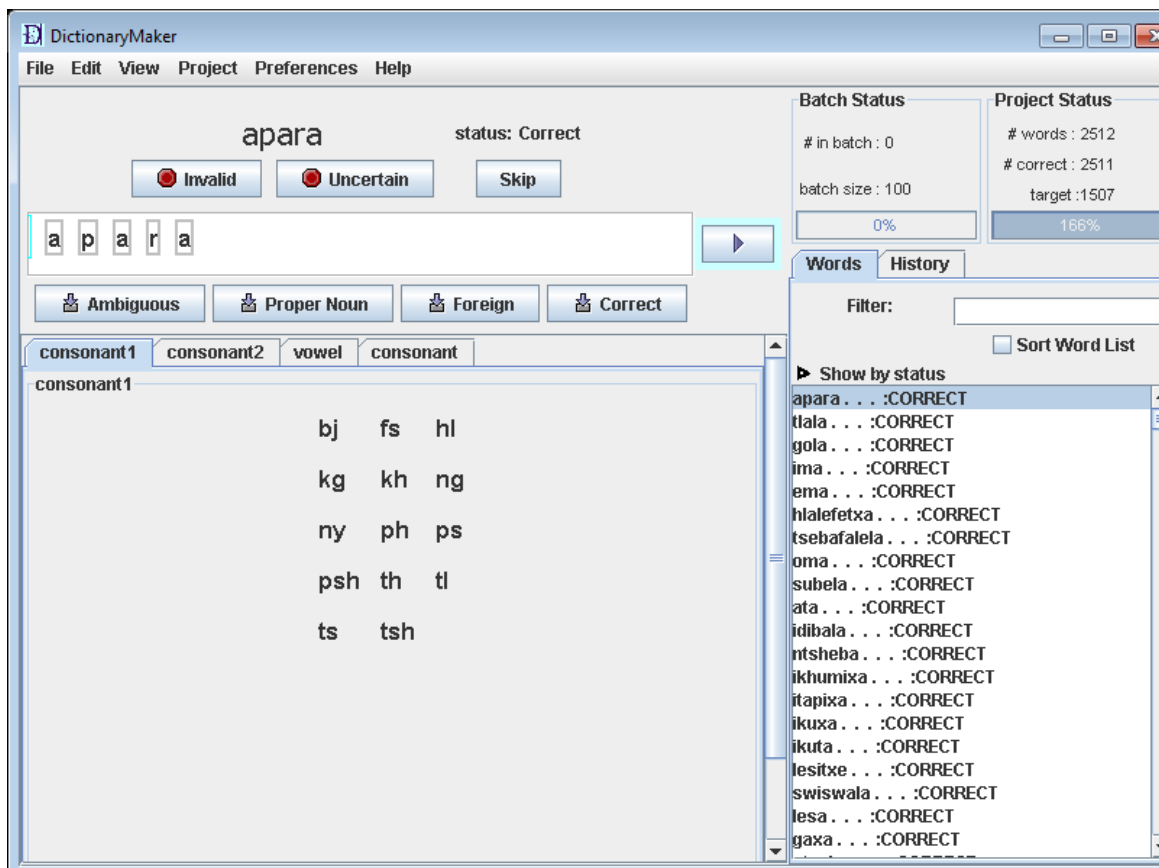 DictionaryMaker
File Edit View Project Preferences Help
apara status: Correct
Invalid Uncertain Skip
a p a r a
Ambiguous Proper Noun Foreign Correct
consonant1 consonant2 vowel consonant
consonant1
bj fs hl
kg kh ng
ny ph ps
psh th tl
ts tsh
Batch Status
# in batch : 0
batch size : 100
0%
Project Status
# words : 2512
# correct : 2511
target :1507
166%
Words History
Filter:
Sort Word List
Show by status
apara . . . :CORRECT
tlala . . . :CORRECT
gola . . . :CORRECT
ima . . . :CORRECT
ema . . . :CORRECT
hlalefetxa . . . :CORRECT
tsebafalela . . . :CORRECT
oma . . . :CORRECT
subela . . . :CORRECT
ata . . . :CORRECT
idibala . . . :CORRECT
ntsheba . . . :CORRECT
ikhumixa . . . :CORRECT
itapixa . . . :CORRECT
ikuxa . . . :CORRECT
ikuta . . . :CORRECT
lesitxe . . . :CORRECT
swiswala . . . :CORRECT
lesa . . . :CORRECT
gaxa . . . :CORRECT